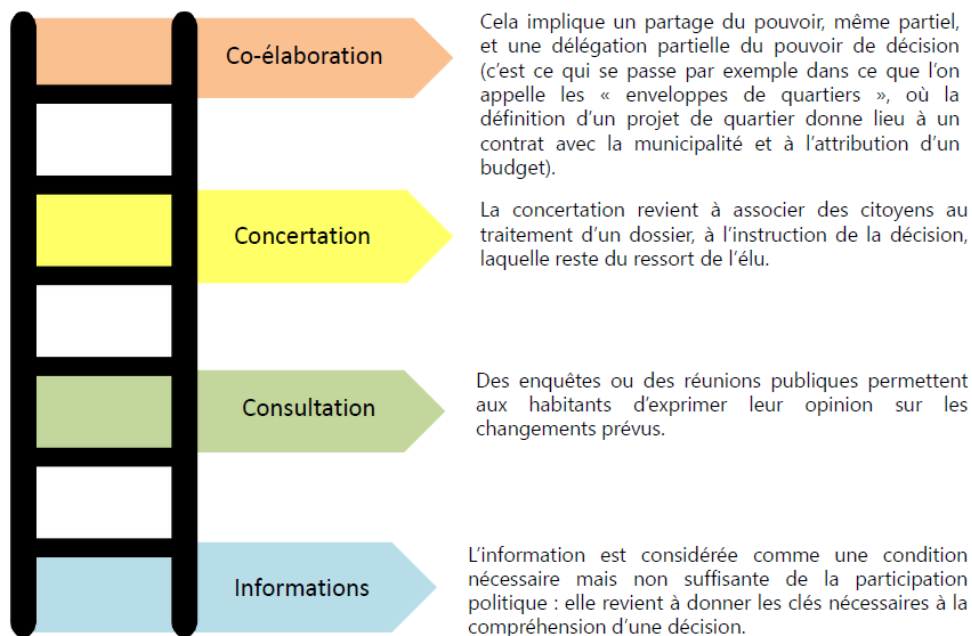 Co-élaboration
Cela implique un partage du pouvoir, même partiel,
et une délégation partielle du pouvoir de décision
(c’est ce qui se passe par exemple dans ce que l’on
appelle les « enveloppes de quartiers », où la
définition d’un projet de quartier donne lieu à un
contrat avec la municipalité et à l’attribution d’un
budget).
Concertation
La concertation revient à associer des citoyens au
traitement d’un dossier, à l’instruction de la décision,
laquelle reste du ressort de l’élu.
Consultation
Des enquêtes ou des réunions publiques permettent
aux habitants d’exprimer leur opinion sur les
changements prévus.
Informations
L’information est considérée comme une condition
nécessaire mais non suffisante de la participation
politique : elle revient à donner les clés nécessaires à la
compréhension d’une décision.